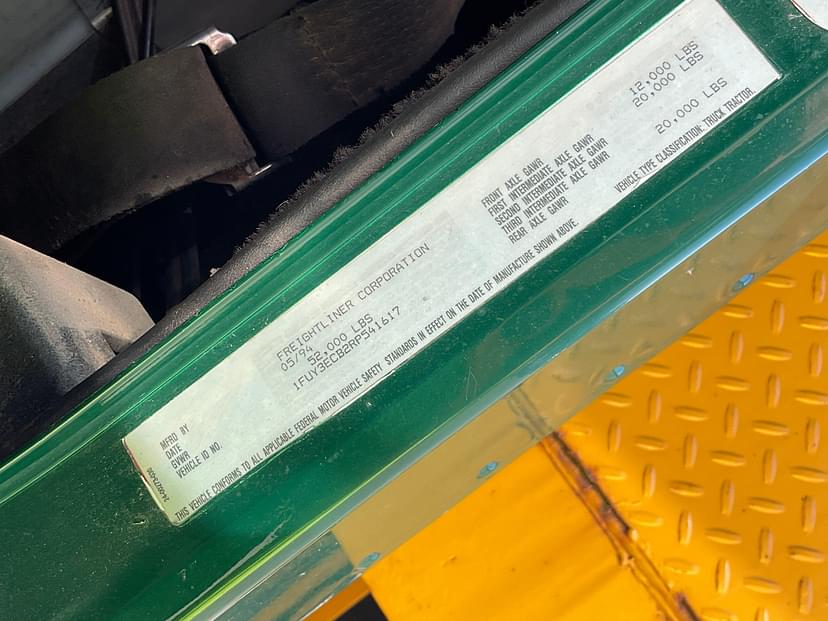 MFRD BY FREIGHTLINER CORPORATION
DATE 05/94
GVWR 52,000 LBS
VEHICLE ID NO. 1FUY3ECB2RP541617
FRONT AXLE GAWR 12,000 LBS
FIRST INTERMEDIATE AXLE GAWR 20,000 LBS
SECOND INTERMEDIATE AXLE GAWR
THIRD INTERMEDIATE AXLE GAWR
REAR AXLE GAWR 20,000 LBS
THIS VEHICLE CONFORMS TO ALL APPLICABLE FEDERAL MOTOR VEHICLE SAFETY STANDARDS IN EFFECT ON THE DATE OF MANUFACTURE SHOWN ABOVE.
VEHICLE TYPE CLASSIFICATION: TRUCK TRACTOR.